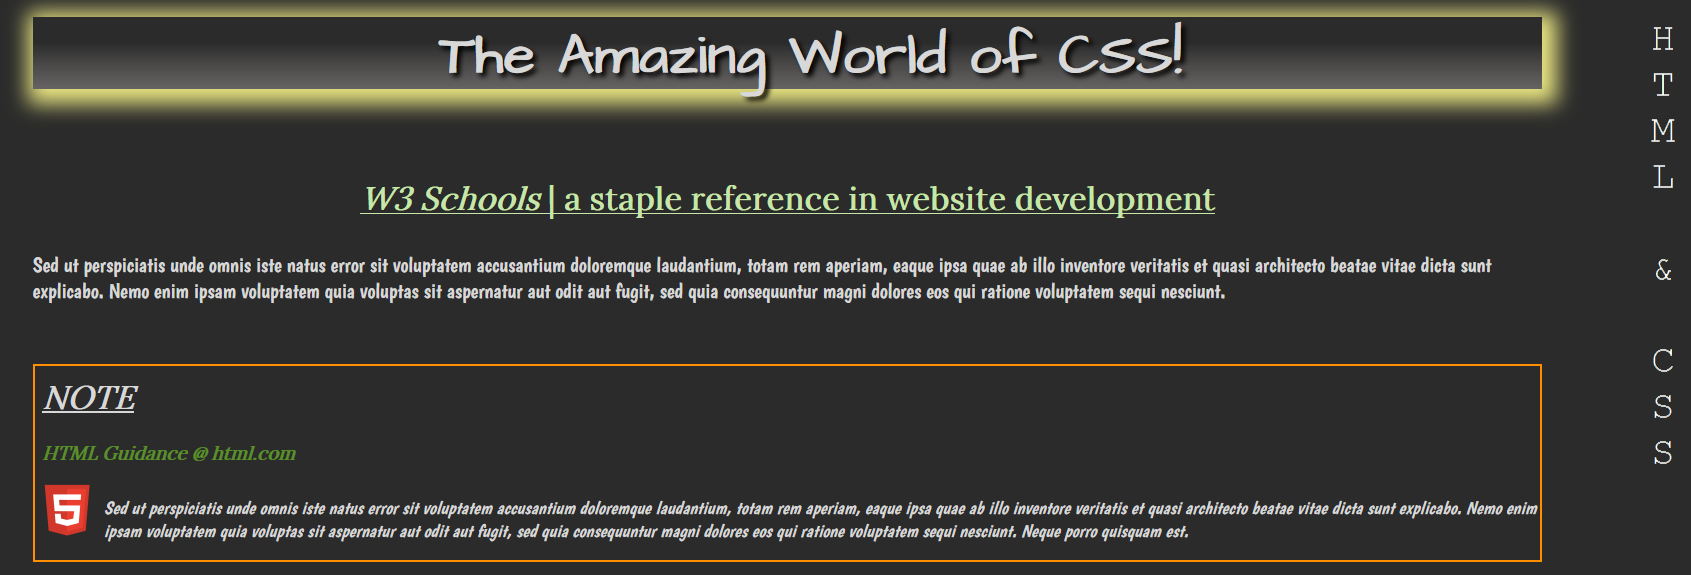 The Amazing World of CSS!
W3 Schools | a staple reference in website development
Sed ut perspiciatis unde omnis iste natus error sit voluptatem accusantium doloremque laudantium, totam rem aperiam, eaque ipsa quae ab illo inventore veritatis et quasi architecto beatae vitae dicta sunt
explicabo. Nemo enim ipsam voluptatem quia voluptas sit aspernatur aut odit aut fugit, sed quia consequuntur magni dolores eos qui ratione voluptatem sequi nesciunt.
NOTE
HTML Guidance @ html.com
5
Sed ut perspiciatis unde omnis iste natus error sit voluptatem accusantium doloremque laudantium, totam rem aperiam, eaque ipsa quae ab illo inventore veritatis et quasi architecto beatae vitae dicta sunt explicabo. Nemo enim
ipsam voluptatem quia voluptas sit aspernatur aut odit aut fugit, sed quia consequuntur magni dolores eos qui ratione voluptatem sequi nesciunt. Neque porro quisquam est.
H
T
M
L
&
C
S
S